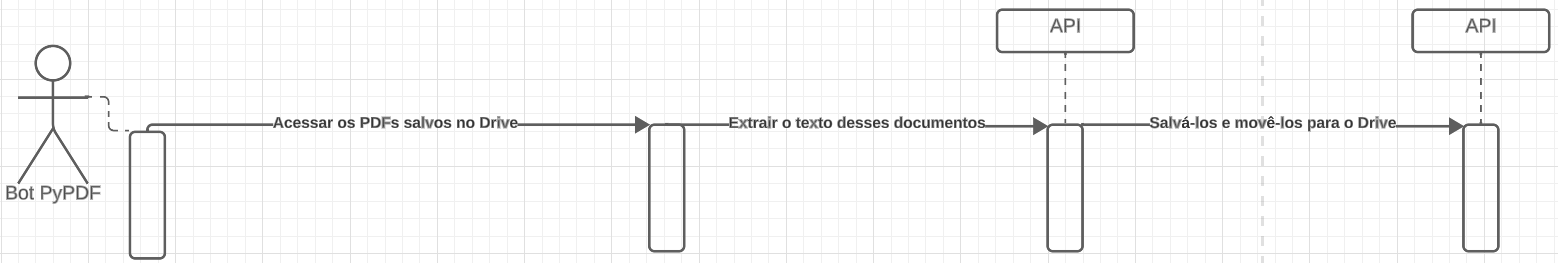 API
API
Acessar os PDFs salvos no Drive
Extrair o texto desses documentos
Salvá-los e movê-los para o Drive
Bot PyPDF